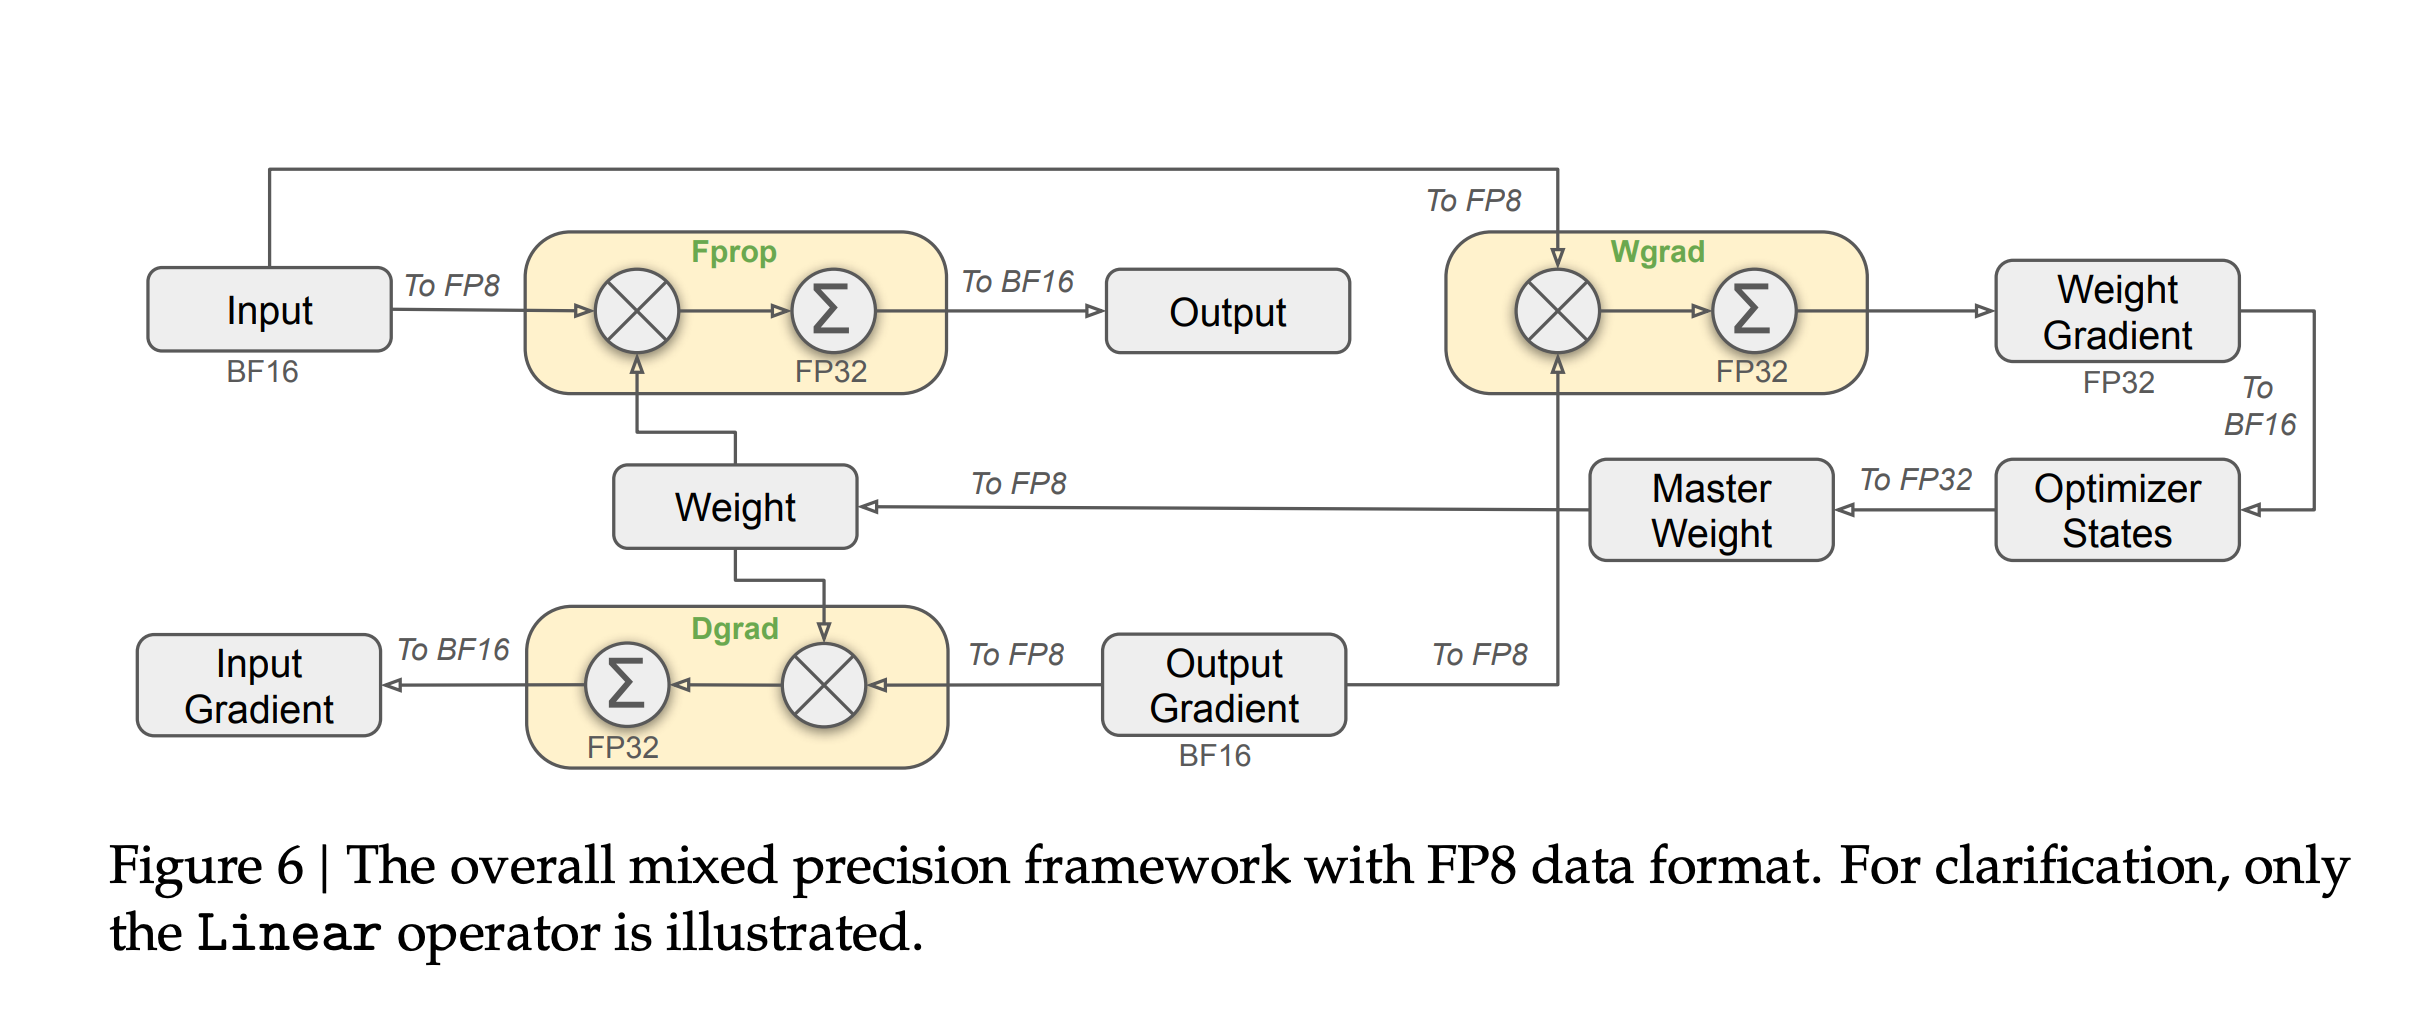 To FP8
Fprop
Wgrad
To FP8
To BF16
Input
Σ
Output
Σ
Weight
Gradient
BF16
FP32
FP32
FP32
To
BF16
Weight
To FP8
Master
Weight
To FP32
Optimizer
States
Input
Gradient
To BF16
Dgrad
Σ
FP32
To FP8
Output
Gradient
BF16
To FP8
Figure 6 | The overall mixed precision framework with FP8 data format. For clarification, only
the Linear operator is illustrated.